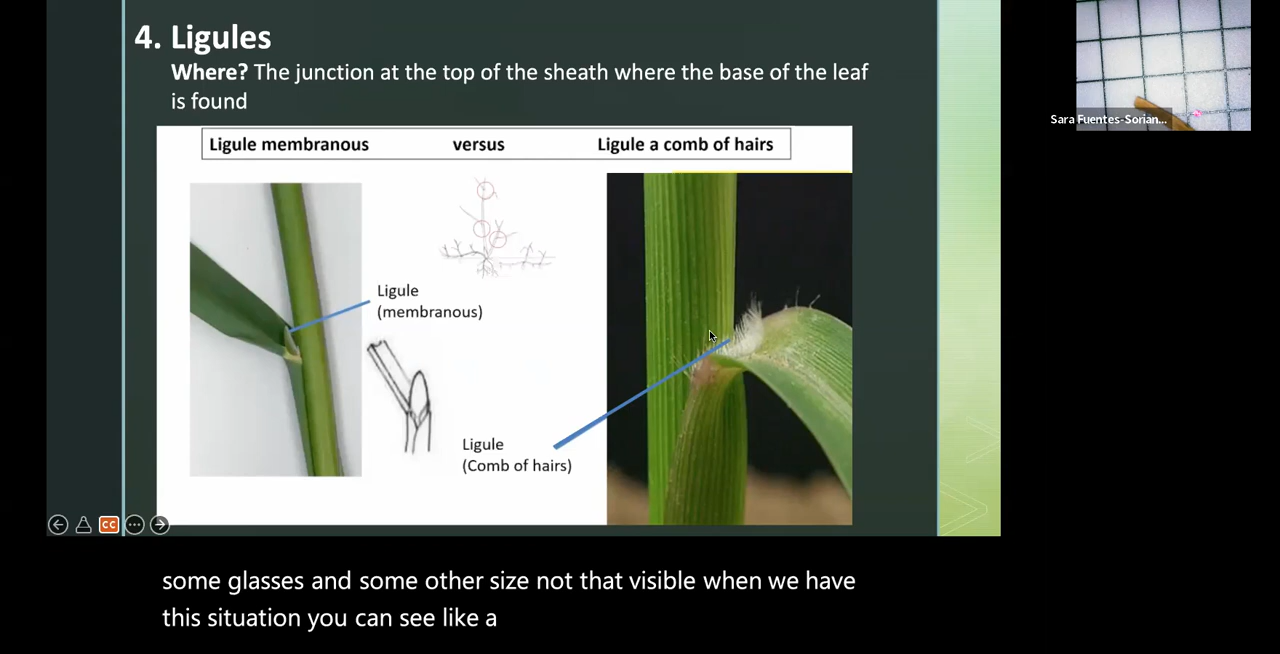 4. Ligules
Where? The junction at the top of the sheath where the base of the leaf
is found
Sara Fuentes-Sorian...
Ligule membranous versus Ligule a comb of hairs
Ligule
(membranous)
Ligule
(Comb of hairs)
CC
some glasses and some other size not that visible when we have
this situation you can see like a